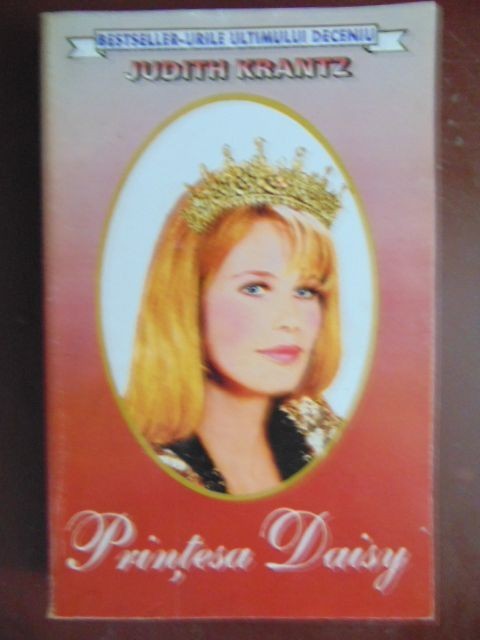 BESTSELLER-URILE ULTIMULUI DECENIU
JUDITH KRANTZ
Prințesa Daisy